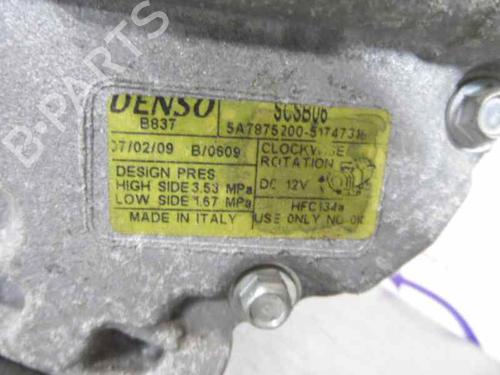 B-PARTS
DENSO
SCSB06
B837
5A7875200-5174731
07/02/09 B/0609
CLOCKWISE
ROTATION
DESIGN PRES
HIGH SIDE 3.53 MPa
DC 12V
LOW SIDE 1.67 MPa
HFC134a
MADE IN ITALY
USE ONLY ND-OIL